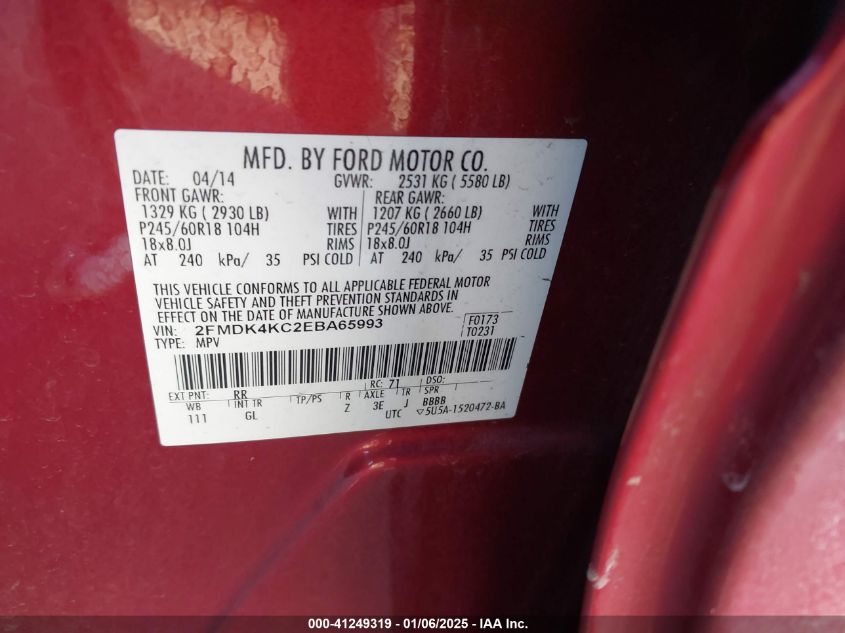 MFD. BY FORD MOTOR CO.
DATE: 04/14 GVWR: 2531 KG ( 5580 LB)
FRONT GAWR: REAR GAWR:
1329 KG ( 2930 LB) WITH 1207 KG ( 2660 LB) WITH
P245/60R18 104H TIRES P245/60R18 104H TIRES
18x8.0J RIMS 18x8.0J RIMS
AT 240 kPa/ 35 PSI COLD AT 240 kPa/ 35 PSI COLD
THIS VEHICLE CONFORMS TO ALL APPLICABLE FEDERAL MOTOR
VEHICLE SAFETY AND THEFT PREVENTION STANDARDS IN
EFFECT ON THE DATE OF MANUFACTURE SHOWN ABOVE.
VIN: 2FMDK4KC2EBA65993 F0173
TYPE: MPV T0231
EXT PNT: RR RC: 71 DSO:
WB INT TR TP/PS R AXLE TR SPR
111 GL Z 3E J BBBB
UTC ▽5U5A-1520472-BA
000-41249319 - 01/06/2025 - IAA Inc.